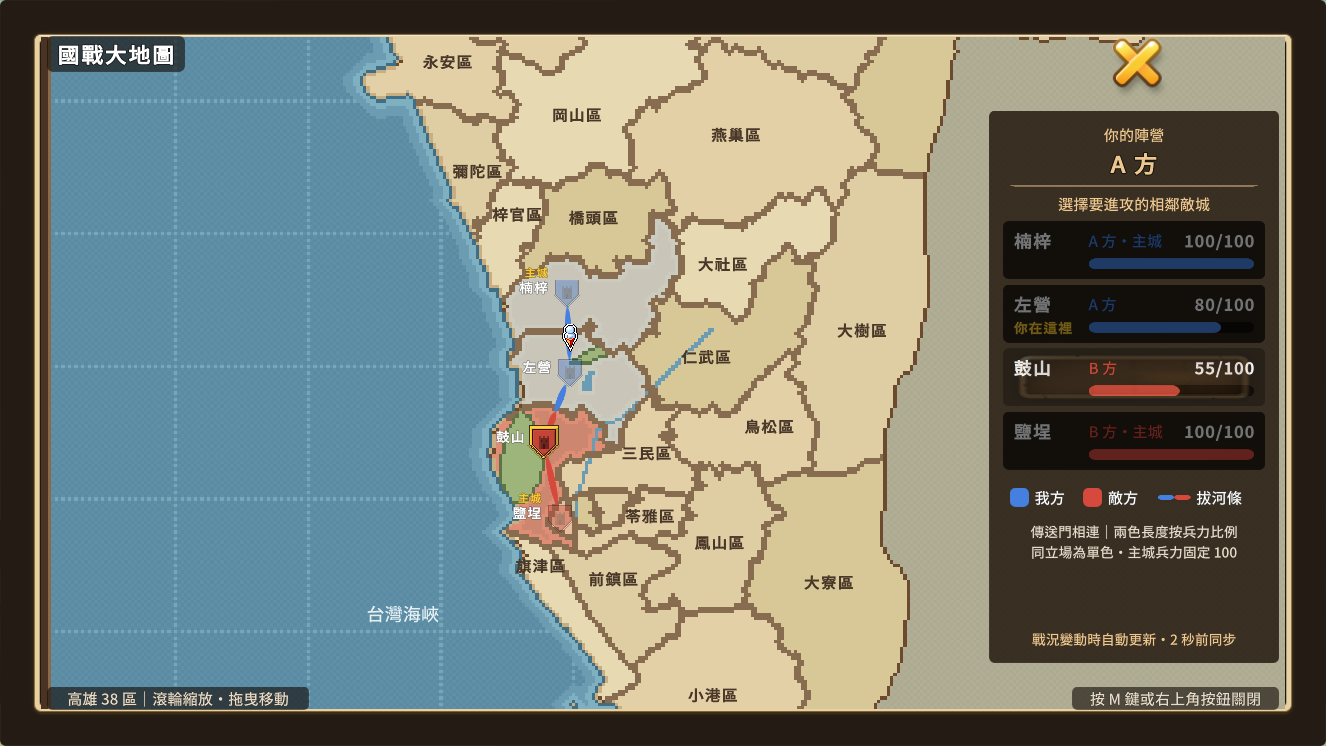 國戰大地圖
永安區
岡山區
燕巢區
彌陀區
梓官區
橋頭區
大社區
主城
楠梓
大樹區
左營
仁武區
鼓山
鳥松區
三民區
主城
鹽埕
苓雅區
鳳山區
旗津區
前鎮區
大寮區
台灣海峽
小港區
高雄 38 區｜滾輪縮放・拖曳移動
你的陣營
A 方
選擇要進攻的相鄰敵城
楠梓 A 方・主城 100/100
左營 A 方 80/100
你在這裡
鼓山 B 方 55/100
鹽埕 B 方・主城 100/100
我方 敵方 拔河條
傳送門相連｜兩色長度按兵力比例
同立場為單色・主城兵力固定 100
戰況變動時自動更新・2 秒前同步
按 M 鍵或右上角按鈕關閉